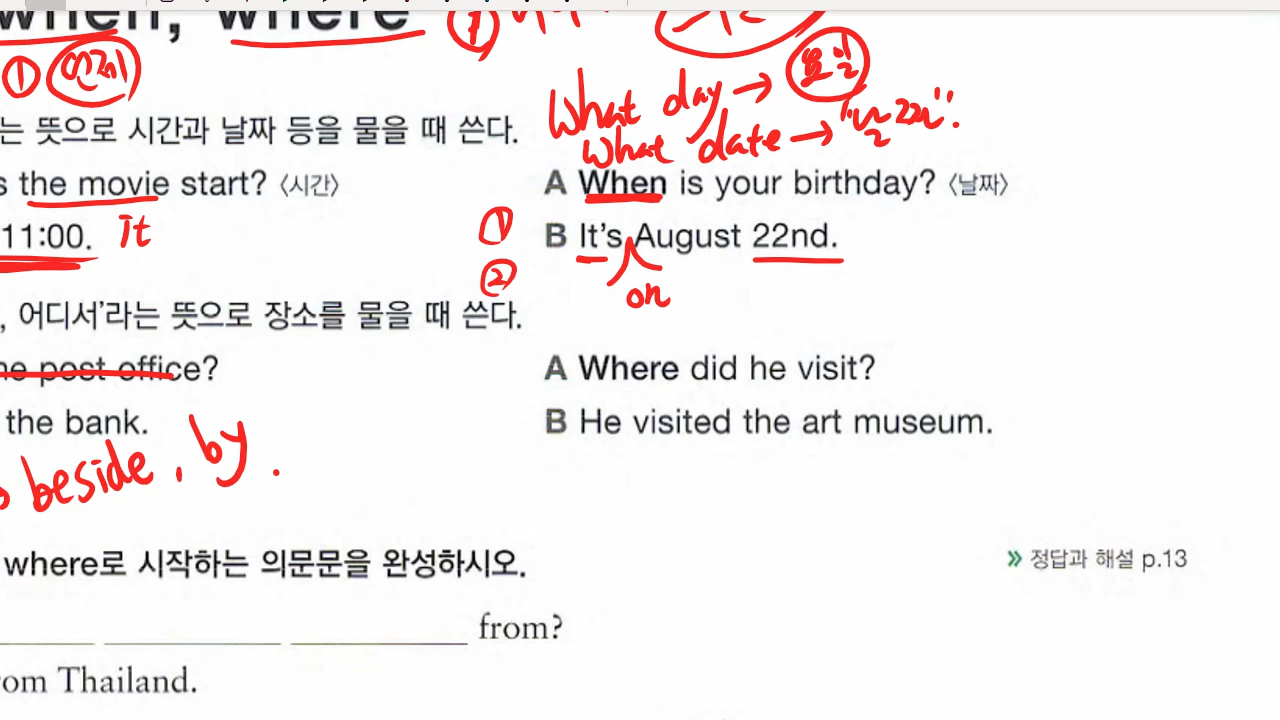 when, where
① 언제
What day → 요일
는 뜻으로 시간과 날짜 등을 물을 때 쓴다.
What date → "날짜".
s the movie start? 〈시간〉
A When is your birthday? 〈날짜〉
11:00. it
① B It's August 22nd.
②
on
, 어디서'라는 뜻으로 장소를 물을 때 쓴다.
he post office?
A Where did he visit?
the bank.
B He visited the art museum.
beside, by.
where로 시작하는 의문문을 완성하시오.
» 정답과 해설 p.13
from?
om Thailand.